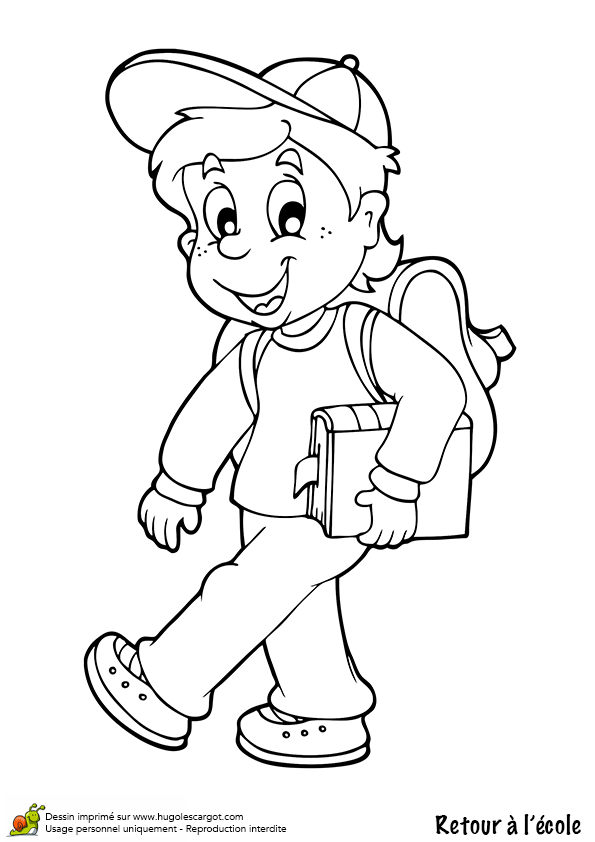 Dessin imprimé sur www.hugolescargot.com
Usage personnel uniquement - Reproduction interdite
Retour à l'école